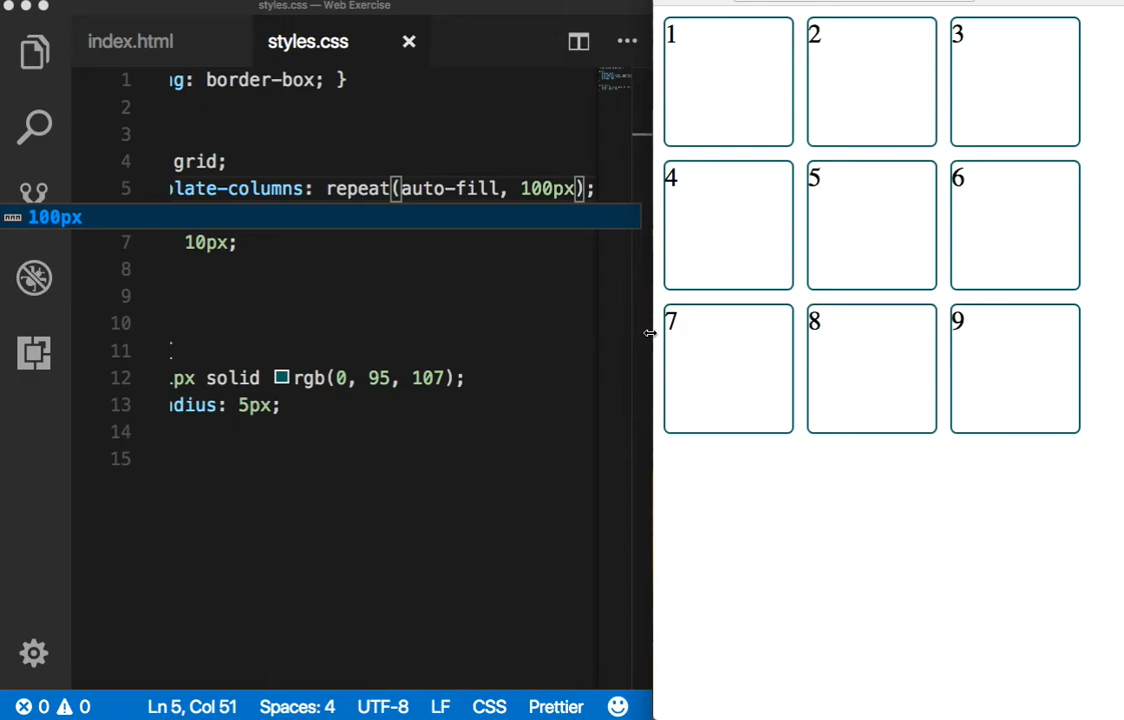 styles.css — Web Exercise
index.html styles.css
1 ng: border-box; }
2
3
4 grid;
5 plate-columns: repeat(auto-fill, 100px);
100px
7 10px;
8
9
10
11 {
12 px solid rgb(0, 95, 107);
13 adius: 5px;
14
15
0 0 Ln 5, Col 51 Spaces: 4 UTF-8 LF CSS Prettier
1 2 3
4 5 6
7 8 9